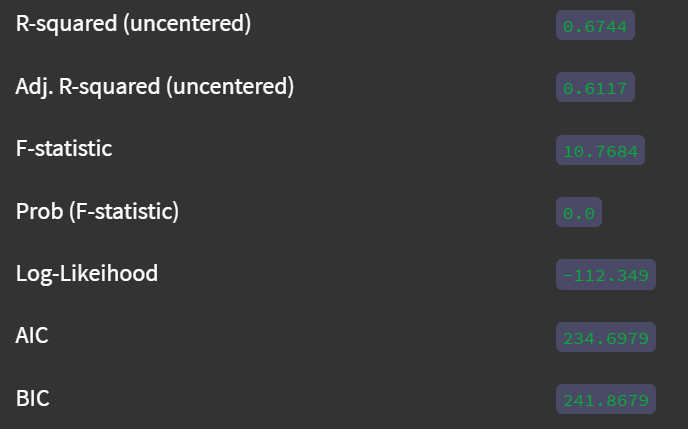 R-squared (uncentered) 0.6744
Adj. R-squared (uncentered) 0.6117
F-statistic 10.7684
Prob (F-statistic) 0.0
Log-Likeihood -112.349
AIC 234.6979
BIC 241.8679